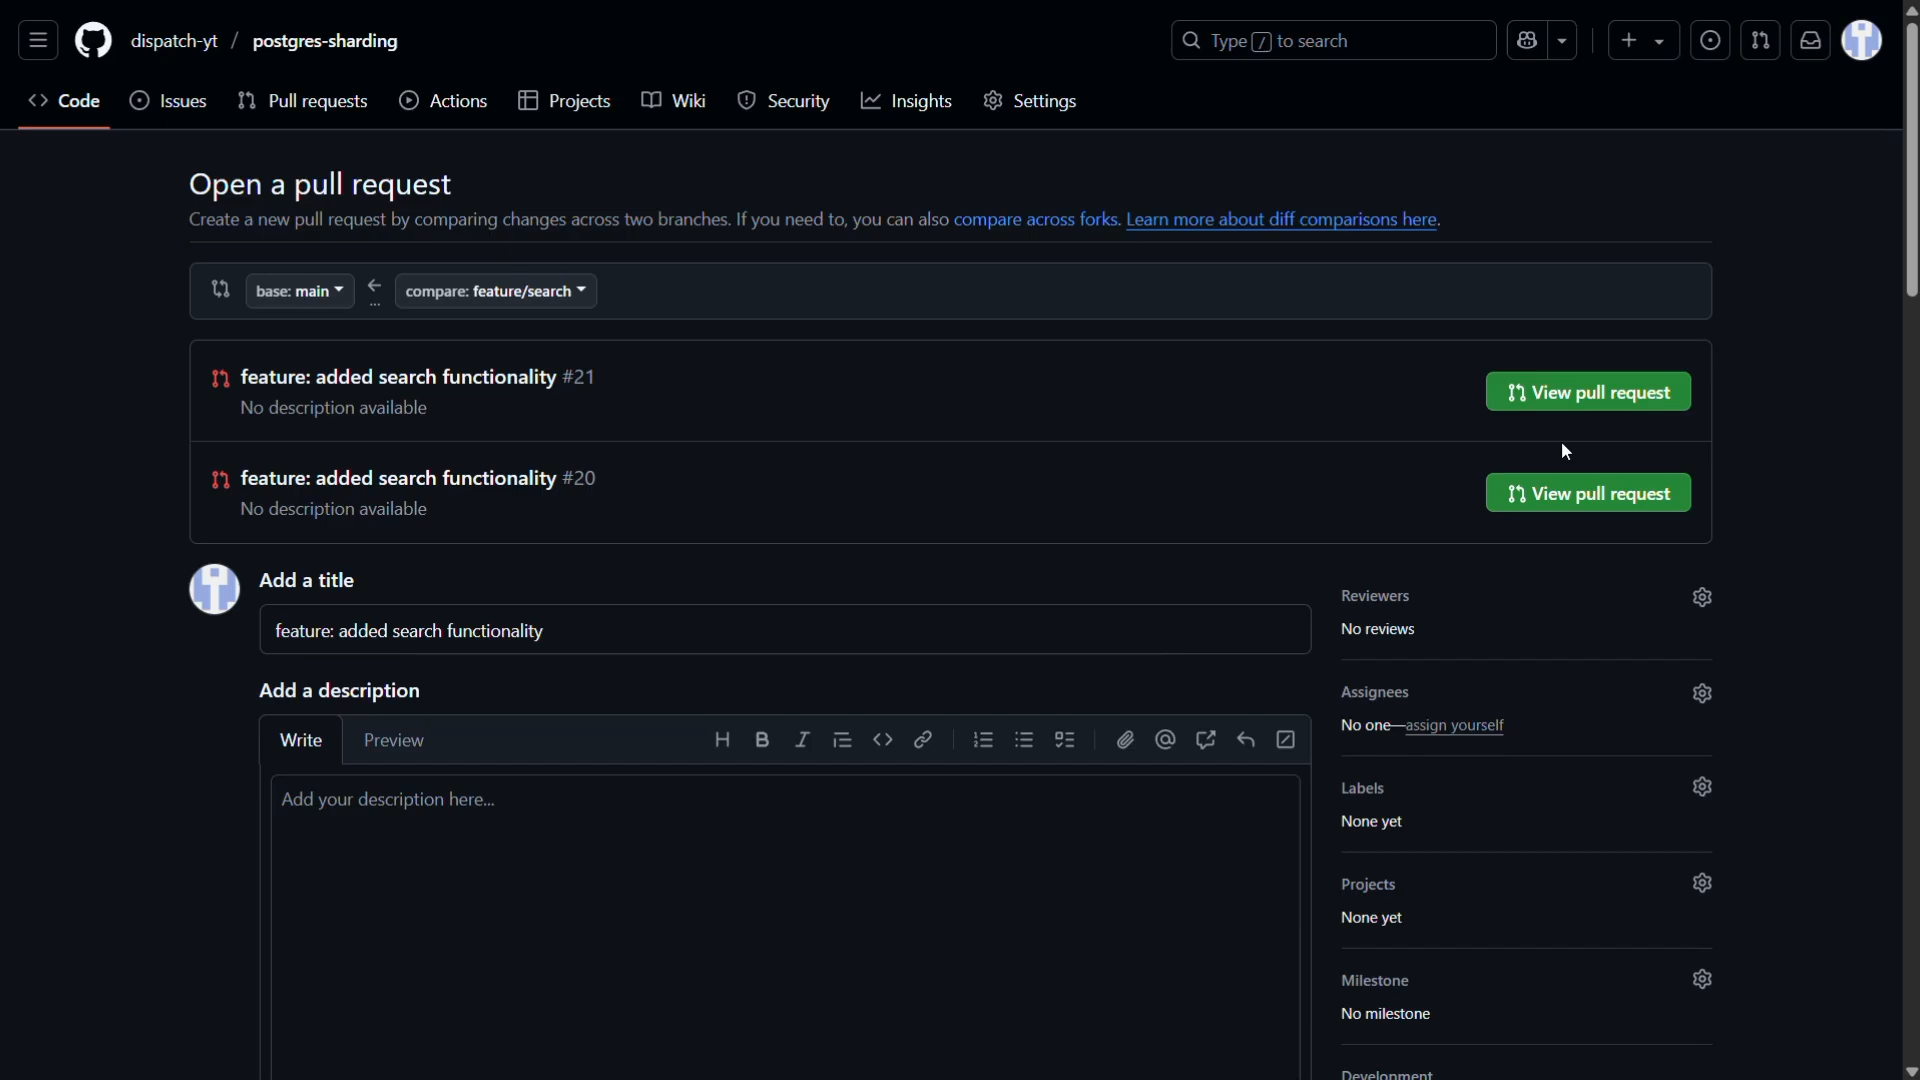 dispatch-yt / postgres-sharding
Type / to search
Code Issues Pull requests Actions Projects Wiki Security Insights Settings
Open a pull request
Create a new pull request by comparing changes across two branches. If you need to, you can also compare across forks. Learn more about diff comparisons here.
base: main compare: feature/search
feature: added search functionality #21
No description available
View pull request
feature: added search functionality #20
No description available
View pull request
Add a title
feature: added search functionality
Add a description
Write Preview
Add your description here...
Reviewers
No reviews
Assignees
No one—assign yourself
Labels
None yet
Projects
None yet
Milestone
No milestone
Development